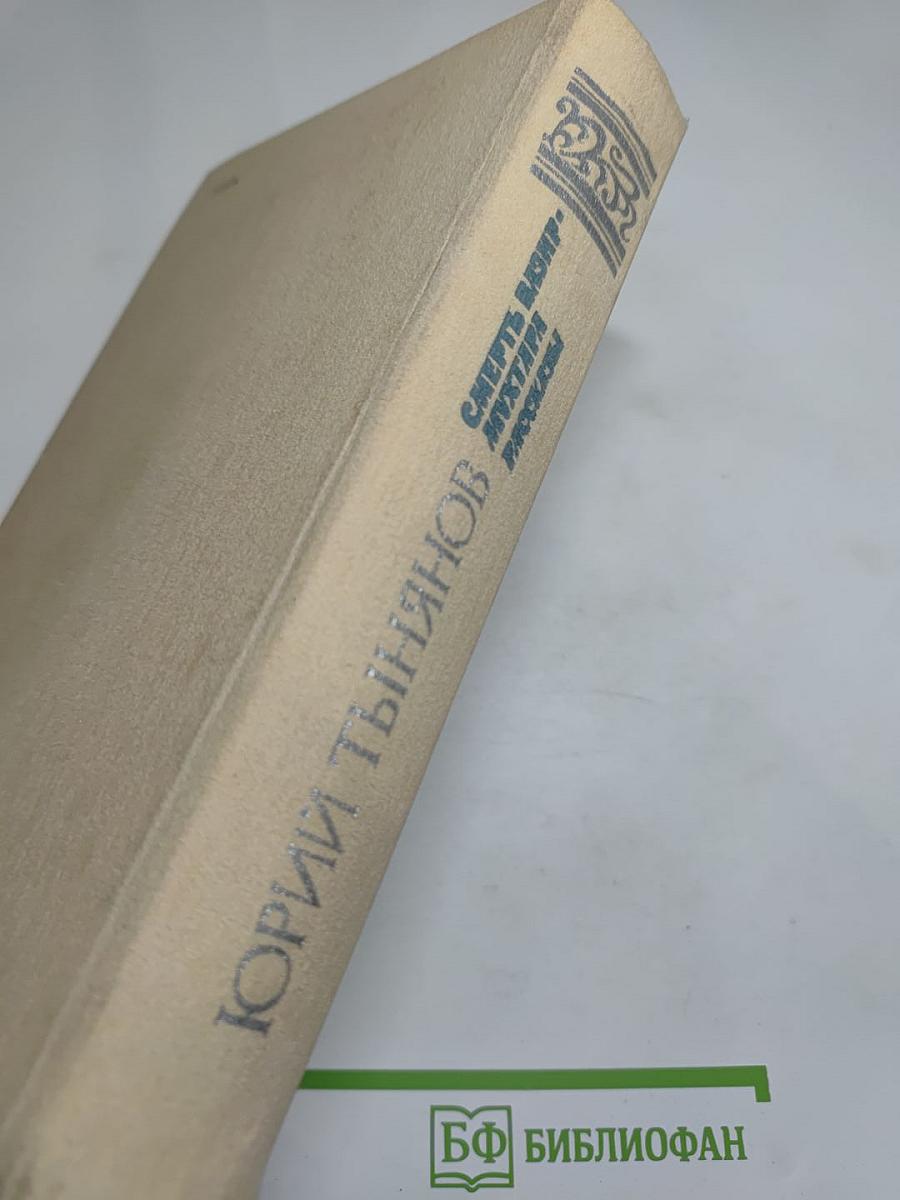 ЮРИЙ ТЫНЯНОВ
СМЕРТЬ ВАЗИР-
МУХТАРА
РАССКАЗЫ
БФ БИБЛИОФАН